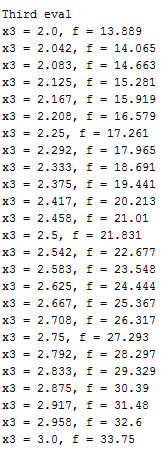 Third eval
x3 = 2.0, f = 13.889
x3 = 2.042, f = 14.065
x3 = 2.083, f = 14.663
x3 = 2.125, f = 15.281
x3 = 2.167, f = 15.919
x3 = 2.208, f = 16.579
x3 = 2.25, f = 17.261
x3 = 2.292, f = 17.965
x3 = 2.333, f = 18.691
x3 = 2.375, f = 19.441
x3 = 2.417, f = 20.213
x3 = 2.458, f = 21.01
x3 = 2.5, f = 21.831
x3 = 2.542, f = 22.677
x3 = 2.583, f = 23.548
x3 = 2.625, f = 24.444
x3 = 2.667, f = 25.367
x3 = 2.708, f = 26.317
x3 = 2.75, f = 27.293
x3 = 2.792, f = 28.297
x3 = 2.833, f = 29.329
x3 = 2.875, f = 30.39
x3 = 2.917, f = 31.48
x3 = 2.958, f = 32.6
x3 = 3.0, f = 33.75